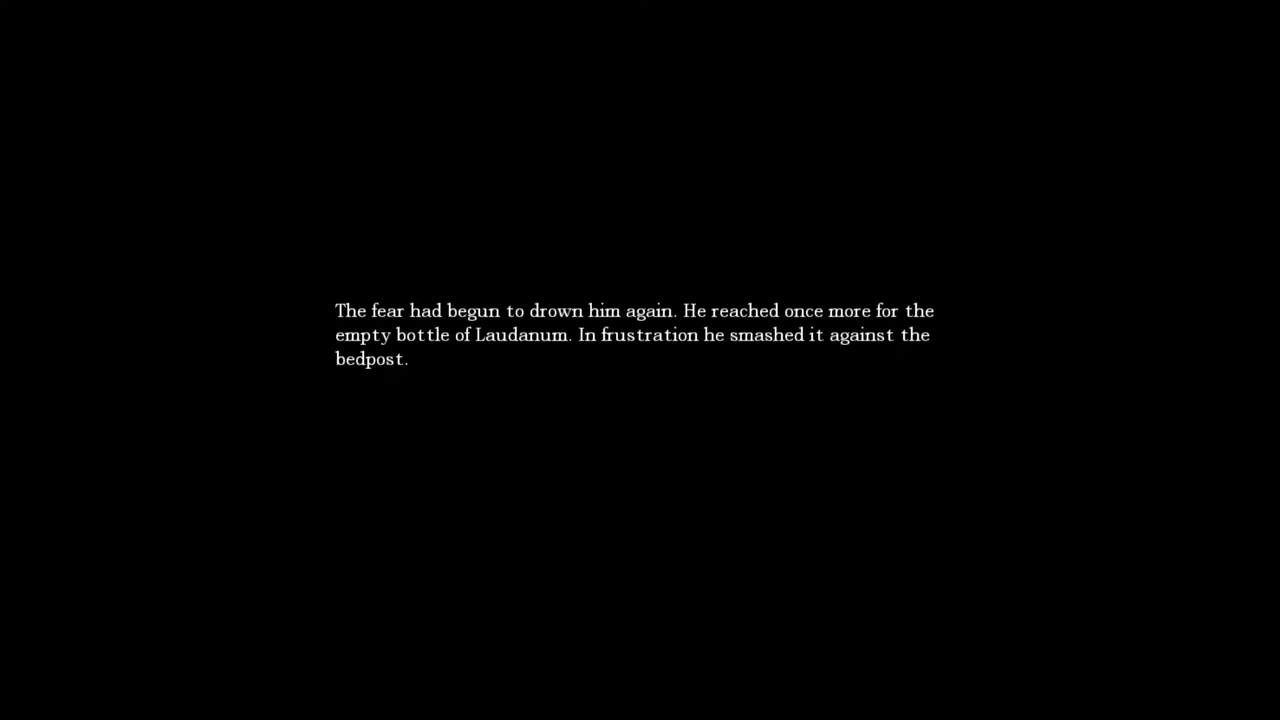 The fear had begun to drown him again. He reached once more for the
empty bottle of Laudanum. In frustration he smashed it against the
bedpost.